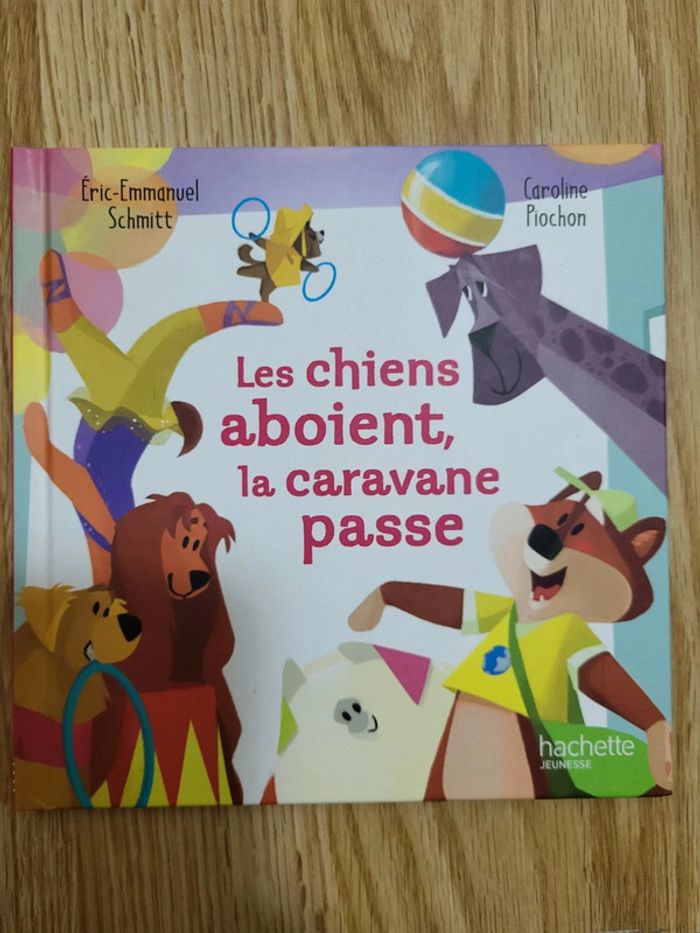 Éric-Emmanuel
Schmitt
Caroline
Piochon
Les chiens
aboient,
la caravane
passe
hachette
JEUNESSE